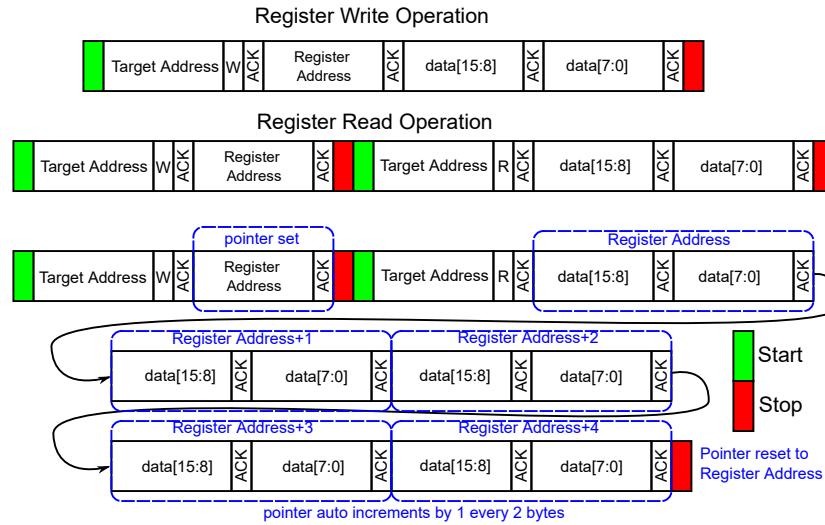 Register Write Operation
Target Address W ACK Register Address ACK data[15:8] ACK data[7:0] ACK
Register Read Operation
Target Address W ACK Register Address ACK Target Address R ACK data[15:8] ACK data[7:0] ACK
pointer set Register Address
Target Address W ACK Register Address ACK Target Address R ACK data[15:8] ACK data[7:0] ACK
Register Address+1 Register Address+2
data[15:8] ACK data[7:0] ACK data[15:8] ACK data[7:0] ACK
Start
Stop
Register Address+3 Register Address+4
data[15:8] ACK data[7:0] ACK data[15:8] ACK data[7:0] ACK
Pointer reset to
Register Address
pointer auto increments by 1 every 2 bytes